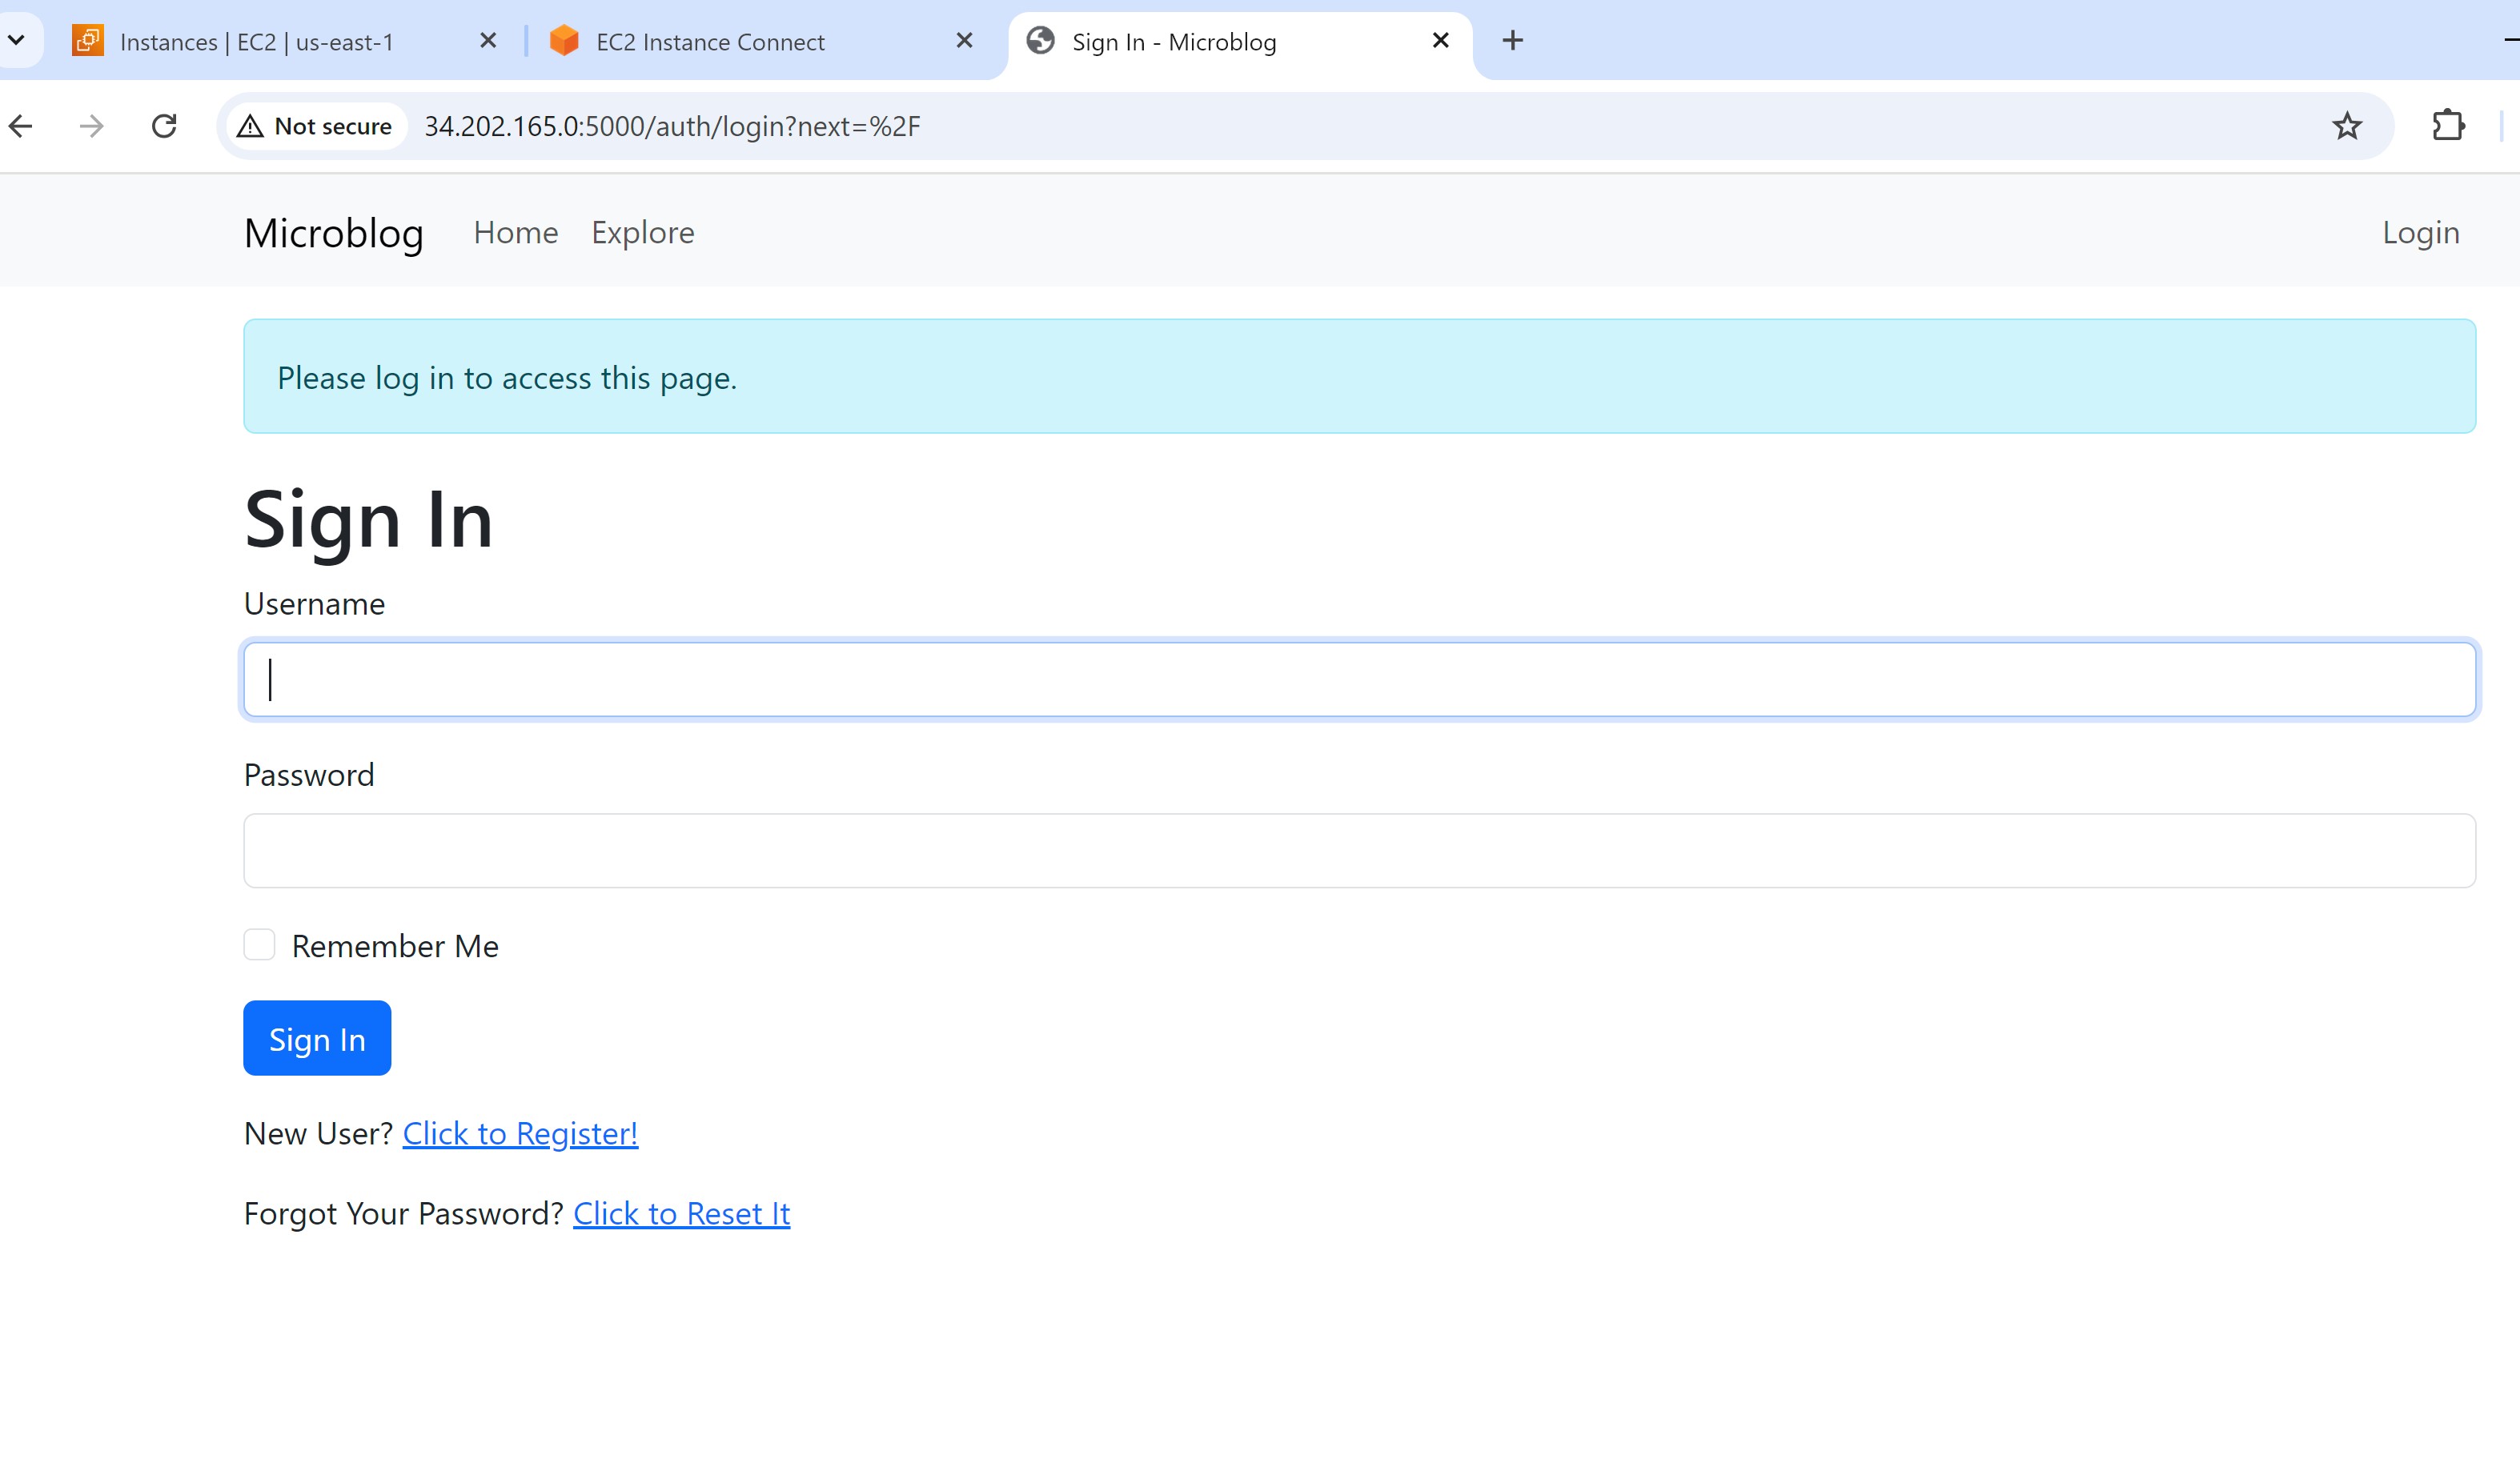 Instances | EC2 | us-east-1
EC2 Instance Connect
Sign In - Microblog
Not secure
34.202.165.0:5000/auth/login?next=%2F
Microblog
Home
Explore
Login
Please log in to access this page.
Sign In
Username
Password
Remember Me
Sign In
New User? Click to Register!
Forgot Your Password? Click to Reset It